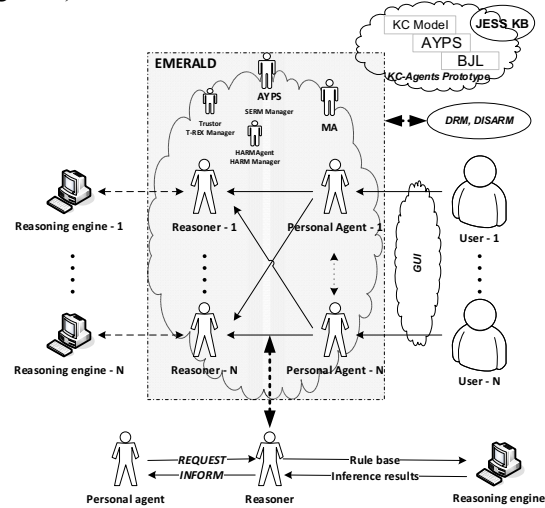 KC Model
JESS_KB
AYPS
BJL
KC-Agents Prototype
EMERALD
AYPS
SERM Manager
Trustor
T-REX Manager
MA
HARMAgent
HARM Manager
DRM, DISARM
Reasoning engine - 1
Reasoner - 1
Personal Agent - 1
User - 1
GUI
Reasoning engine - N
Reasoner - N
Personal Agent - N
User - N
REQUEST
INFORM
Rule base
Inference results
Personal agent
Reasoner
Reasoning engine